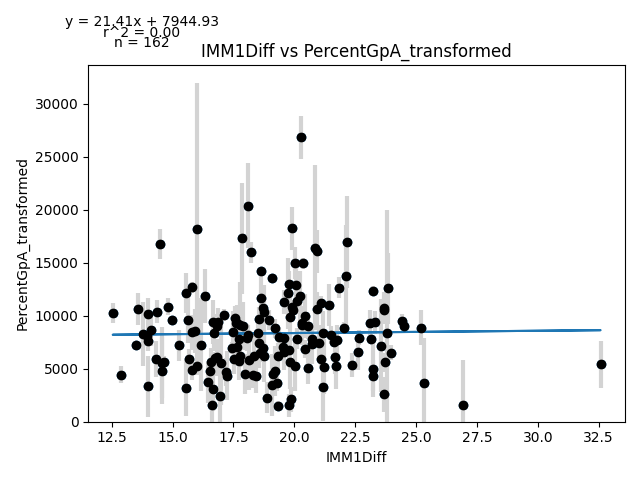 y = 21.41x + 7944.93
r^2 = 0.00
n = 162
IMM1Diff vs PercentGpA_transformed
PercentGpA_transformed
30000
25000
20000
15000
10000
5000
0
12.5 15.0 17.5 20.0 22.5 25.0 27.5 30.0 32.5
IMM1Diff